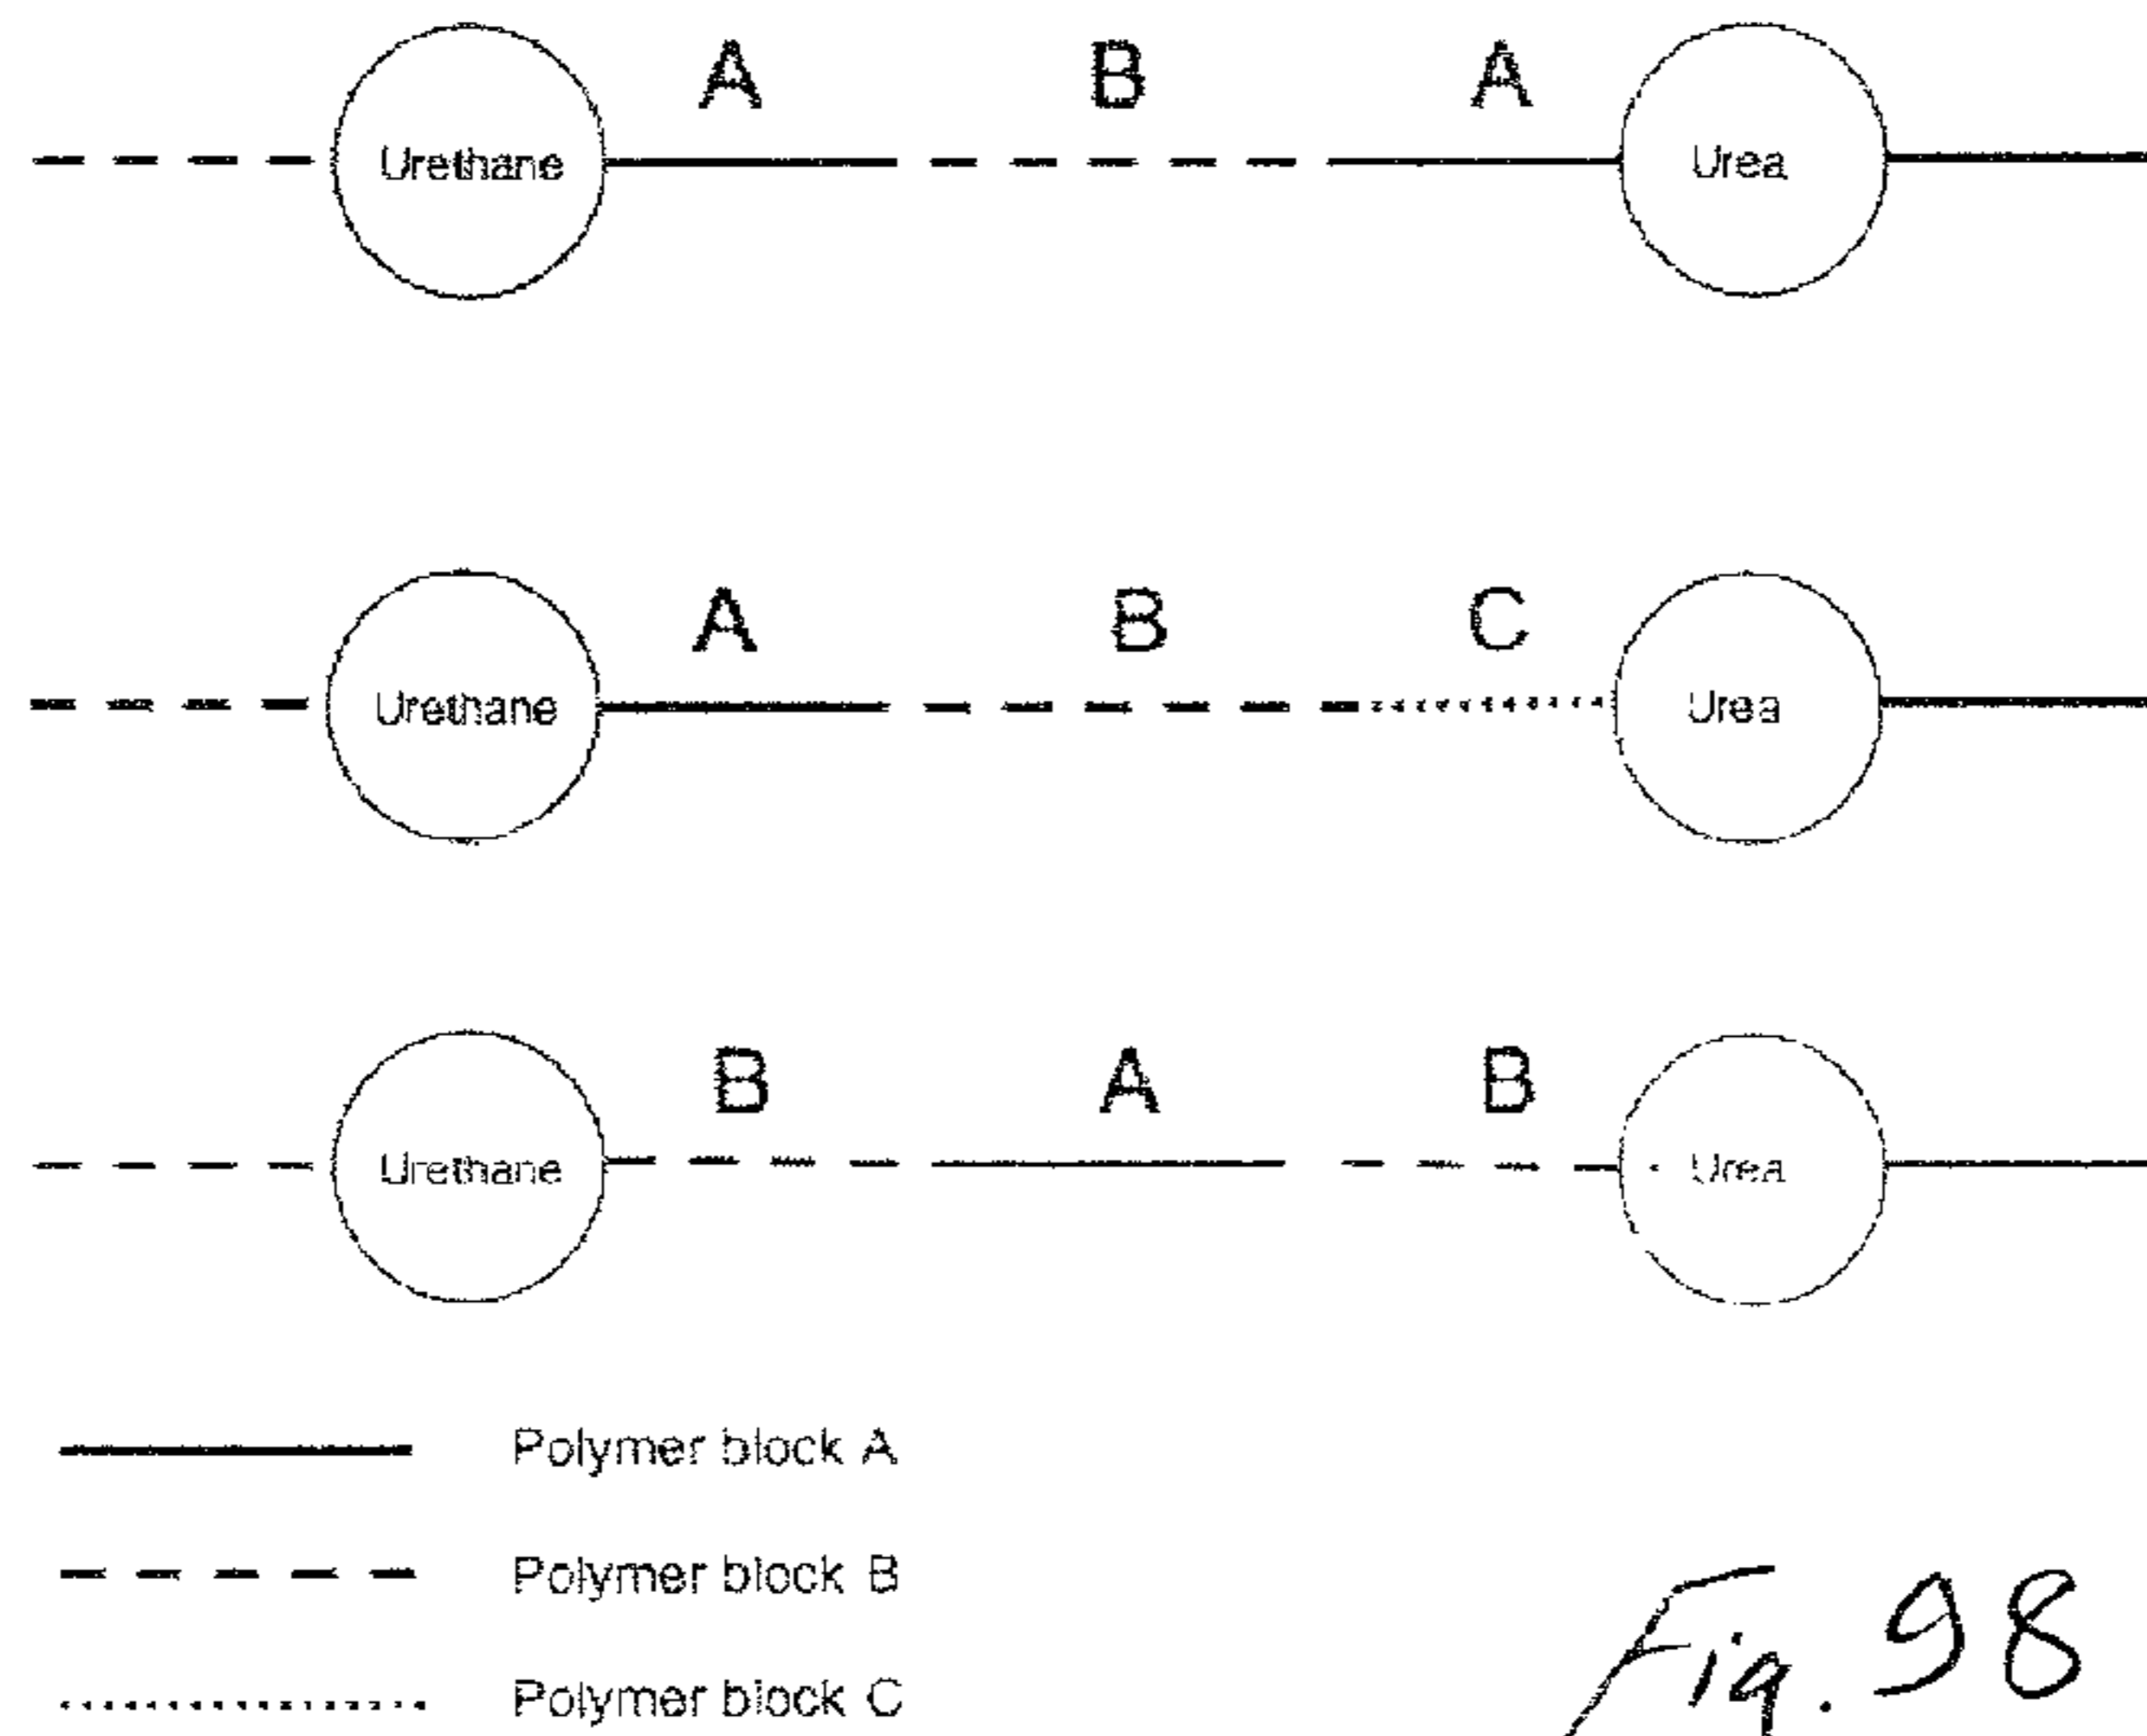 A B A
Urethane Urea
A B C
Urethane Urea
B A B
Urethane Urea
Polymer block A
Polymer block B
Polymer block C
Fig. 98